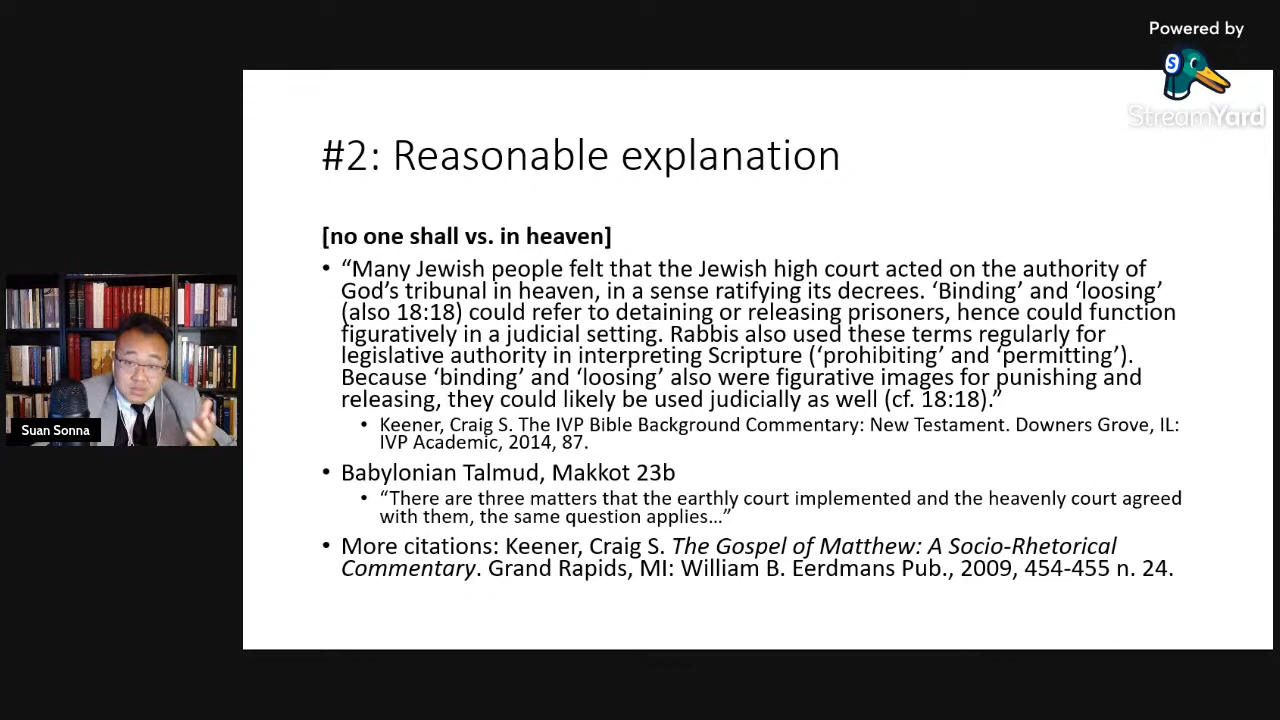 Powered by
S
StreamYard
#2: Reasonable explanation
[no one shall vs. in heaven]
• “Many Jewish people felt that the Jewish high court acted on the authority of
God’s tribunal in heaven, in a sense ratifying its decrees. ‘Binding’ and ‘loosing’
(also 18:18) could refer to detaining or releasing prisoners, hence could function
figuratively in a judicial setting. Rabbis also used these terms regularly for
legislative authority in interpreting Scripture (‘prohibiting’ and ‘permitting’).
Because ‘binding’ and ‘loosing’ also were figurative images for punishing and
releasing, they could likely be used judicially as well (cf. 18:18).”
• Keener, Craig S. The IVP Bible Background Commentary: New Testament. Downers Grove, IL:
IVP Academic, 2014, 87.
• Babylonian Talmud, Makkot 23b
• “There are three matters that the earthly court implemented and the heavenly court agreed
with them, the same question applies…”
• More citations: Keener, Craig S. The Gospel of Matthew: A Socio-Rhetorical
Commentary. Grand Rapids, MI: William B. Eerdmans Pub., 2009, 454-455 n. 24.
Suan Sonna